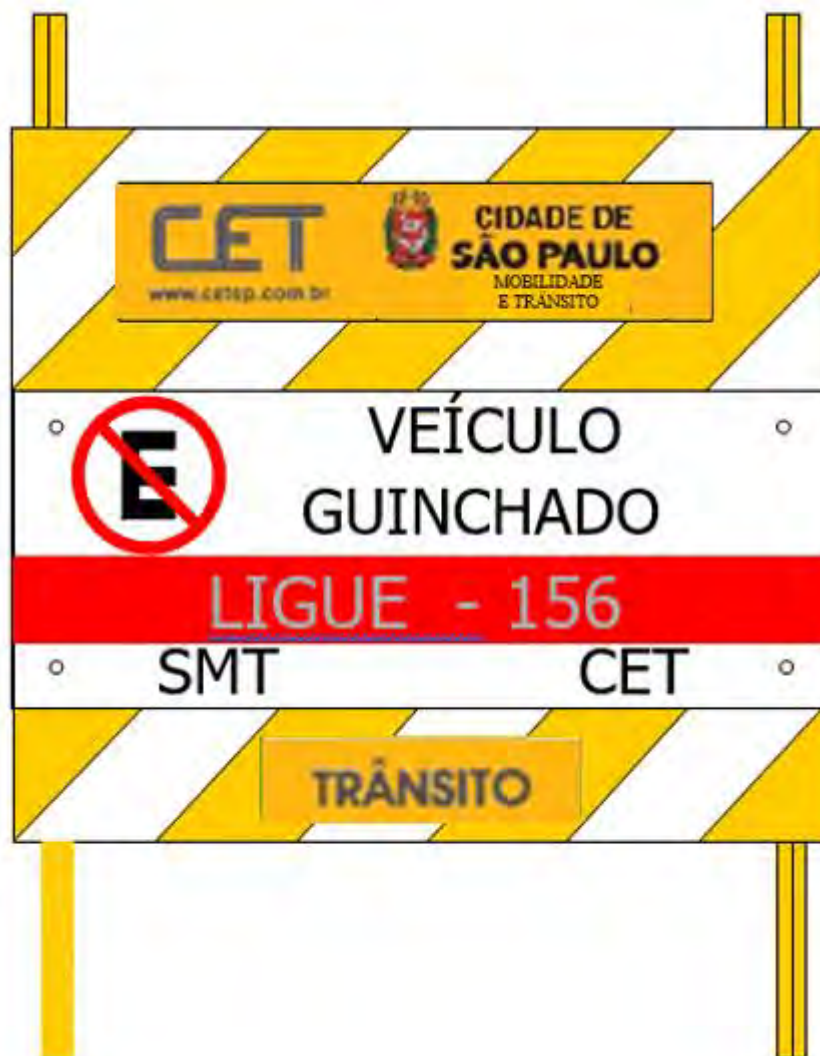 CET
www.cetsp.com.br
CIDADE DE
SÃO PAULO
MOBILIDADE
E TRÂNSITO
E
VEÍCULO
GUINCHADO
LIGUE - 156
SMT CET
TRÂNSITO